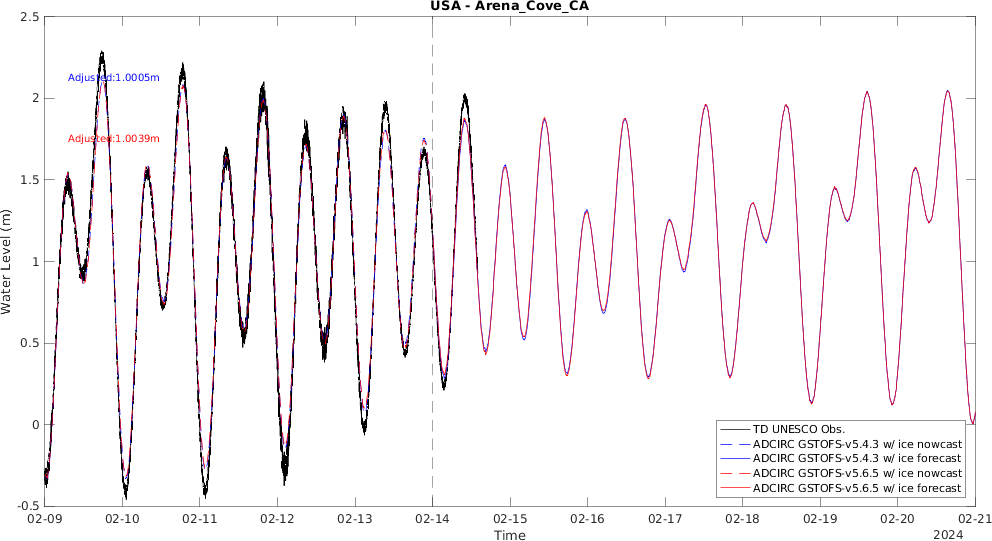 USA - Arena_Cove_CA
2.5
2
1.5
1
0.5
0
-0.5
Water Level (m)
Adjusted:1.0005m
Adjusted:1.0039m
TD UNESCO Obs.
ADCIRC GSTOFS-v5.4.3 w/ ice nowcast
ADCIRC GSTOFS-v5.4.3 w/ ice forecast
ADCIRC GSTOFS-v5.6.5 w/ ice nowcast
ADCIRC GSTOFS-v5.6.5 w/ ice forecast
02-09 02-10 02-11 02-12 02-13 02-14 02-15 02-16 02-17 02-18 02-19 02-20 02-21
Time
2024